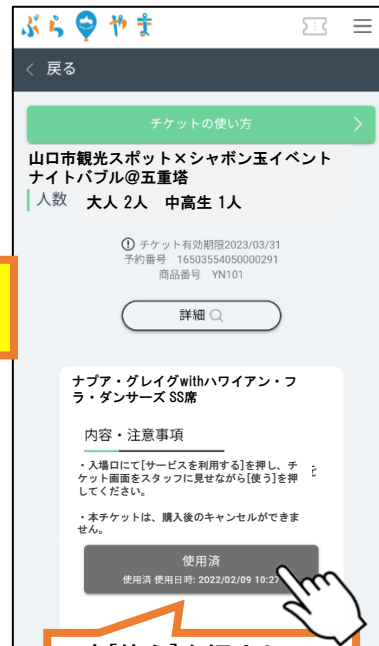 ぶらやま
戻る
チケットの使い方
山口市観光スポット×シャボン玉イベント
ナイトバブル@五重塔
人数 大人 2人 中高生 1人
チケット有効期限2023/03/31
予約番号 16503554050000291
商品番号 YN101
詳細
ナプア・グレイグwithハワイアン・フ
ラ・ダンサーズ SS席
内容・注意事項
・入場口にて[サービスを利用する]を押し、チ
ケット画面をスタッフに見せながら[使う]を押
してください。
・本チケットは、購入後のキャンセルができま
せん。
使用済
使用済 使用日時: 2022/02/09 10:27